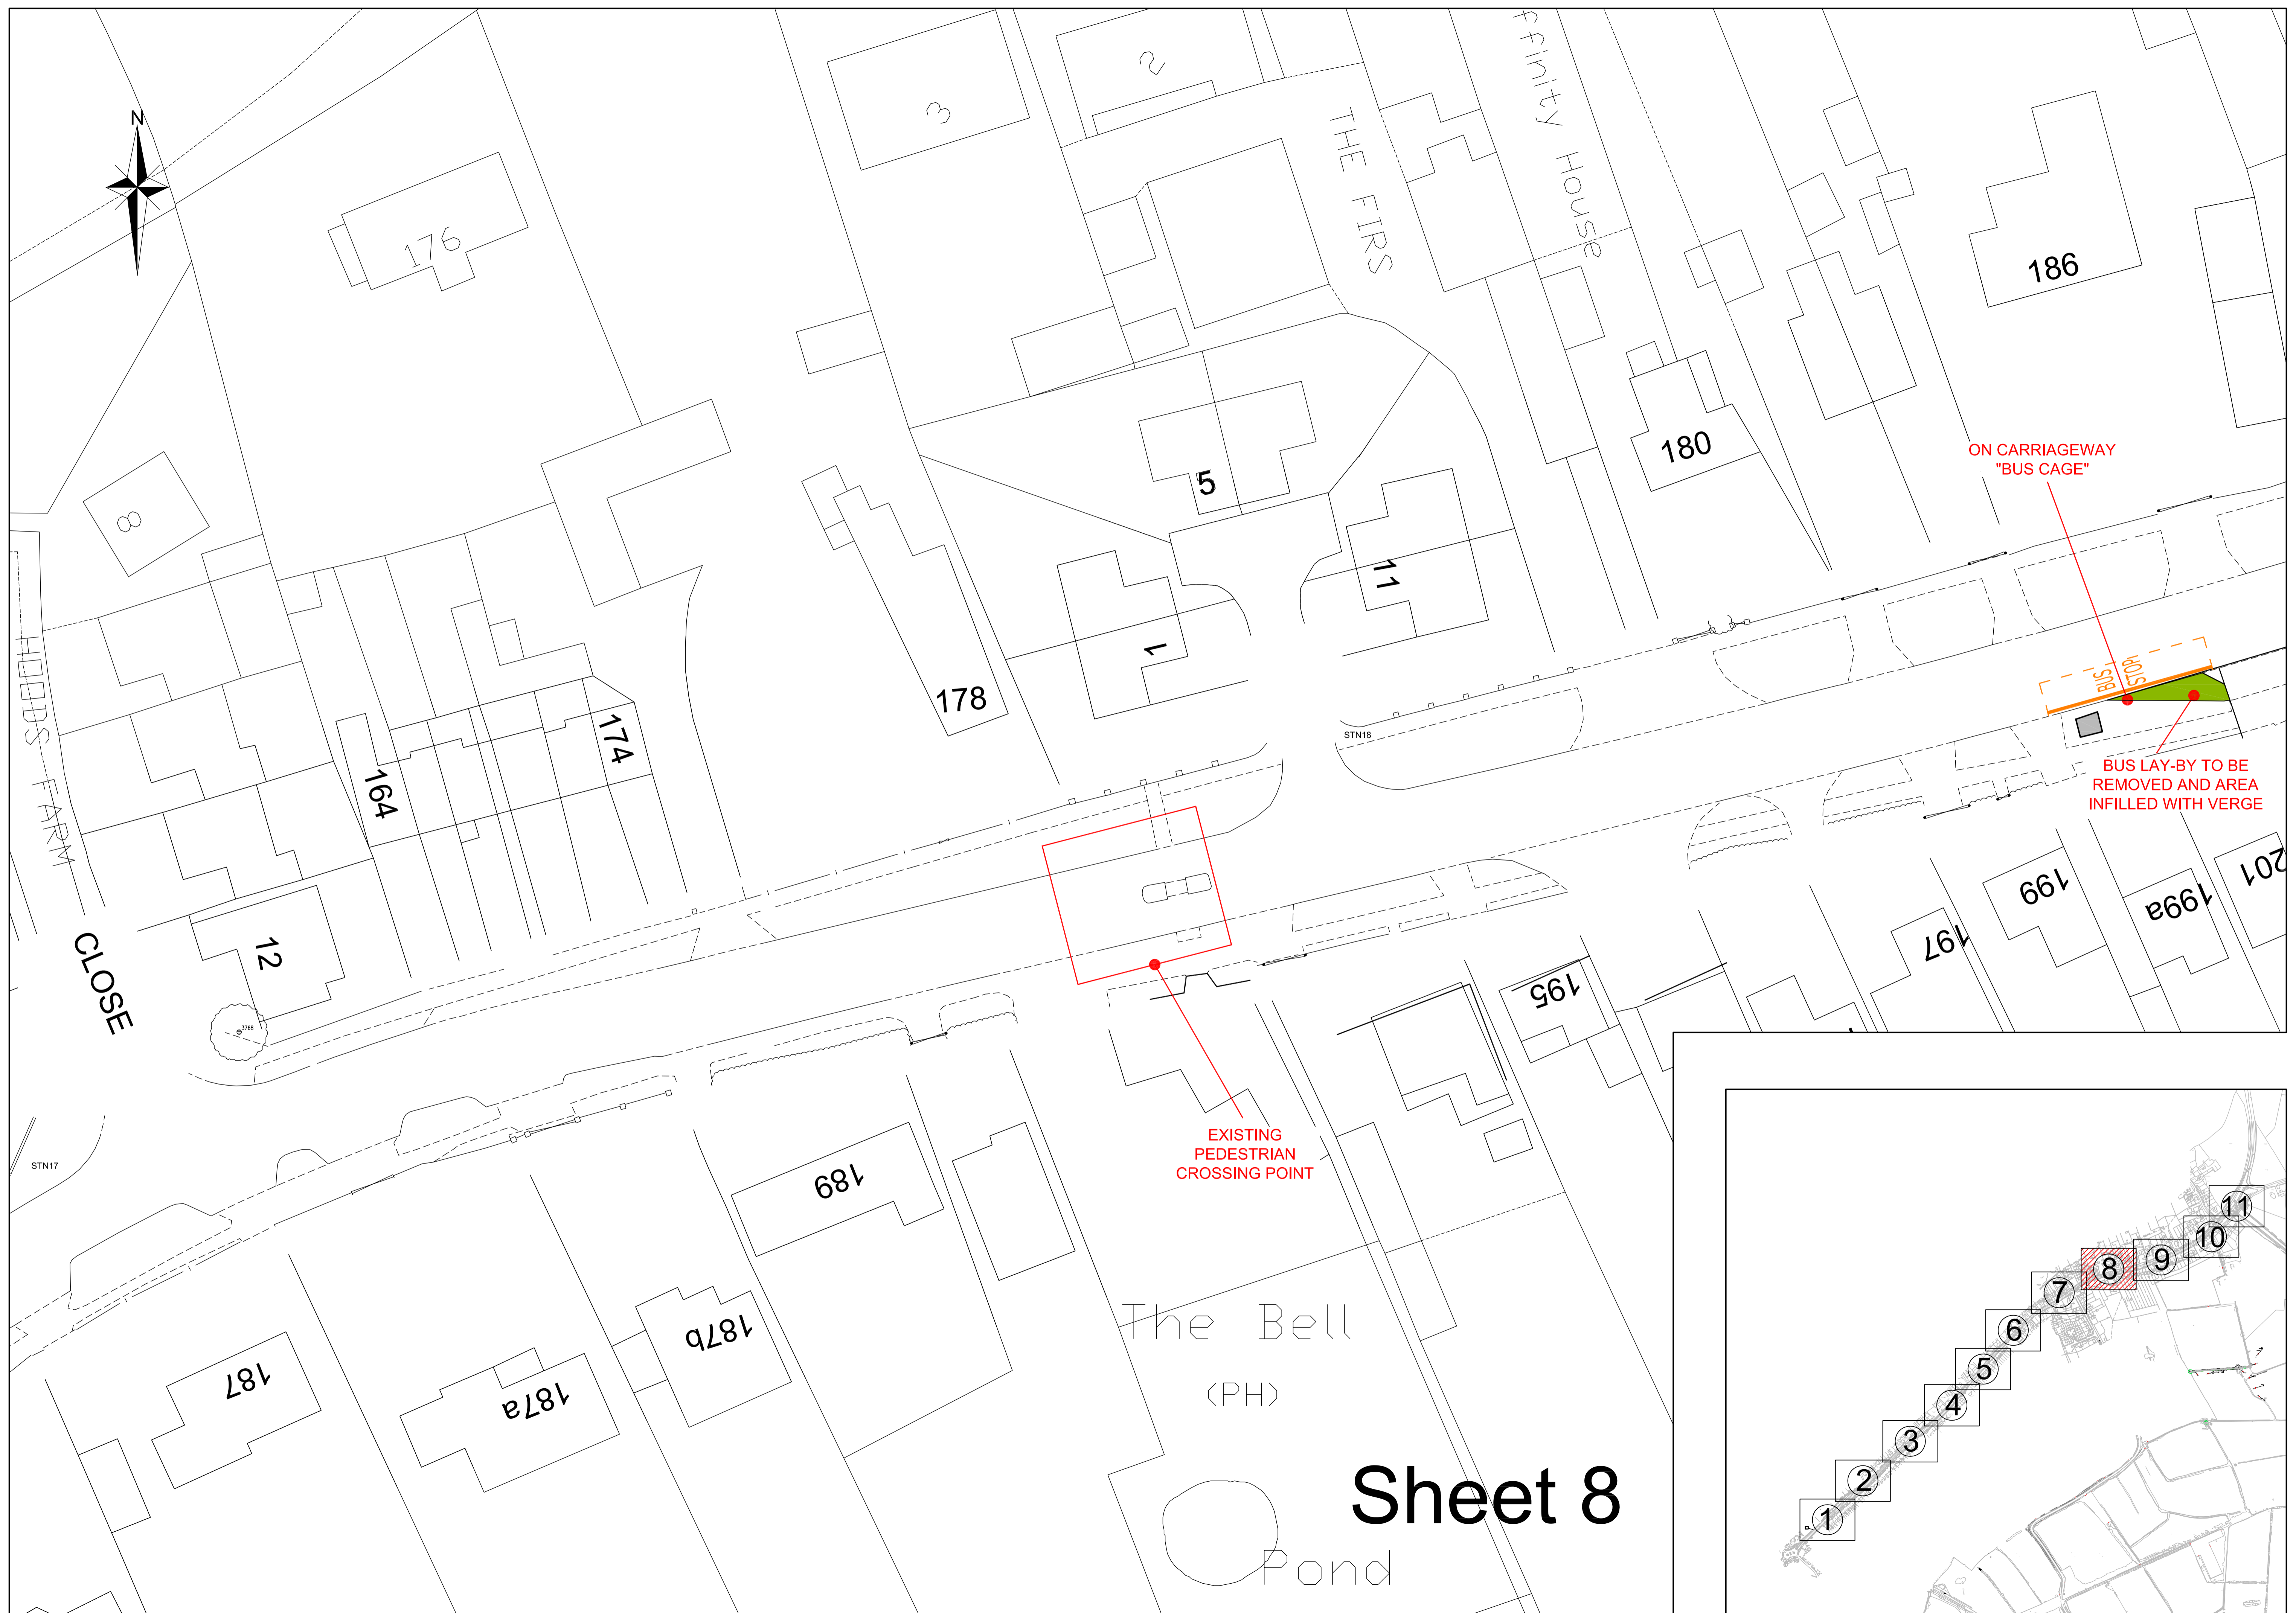 N
3
2
THE FIRS
ffinity House
176
186
8
5
180
ON CARRIAGEWAY
"BUS CAGE"
11
1
HOODS FARM
CLOSE
178
174
164
STN18
BUS
STOP
BUS LAY-BY TO BE
REMOVED AND AREA
INFILLED WITH VERGE
12
3768
201
199a
199
197
195
STN17
EXISTING
PEDESTRIAN
CROSSING POINT
189
187b
187a
187
The Bell
(PH)
Pond
Sheet 8
11
10
9
8
7
6
5
4
3
2
1